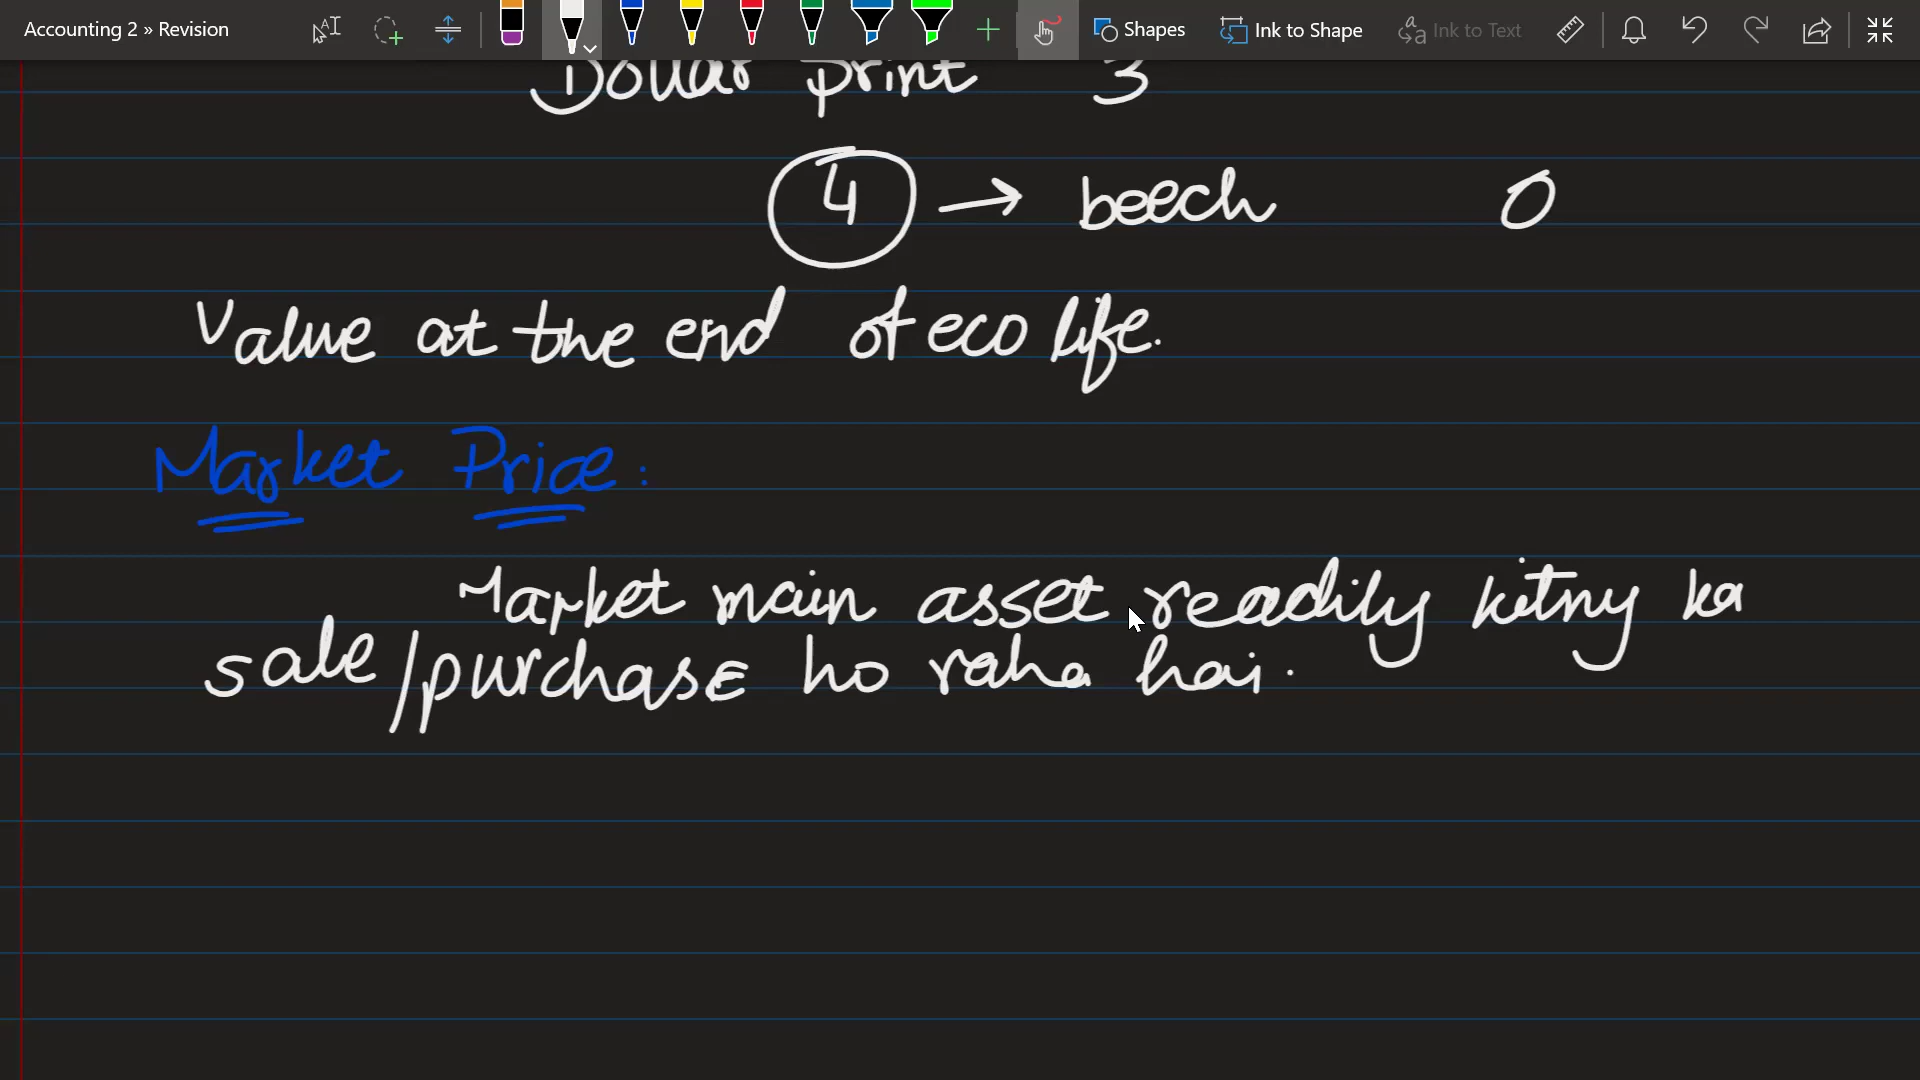 Accounting 2 » Revision
Shapes
Ink to Shape
Ink to Text
Dollar print 3
4 → beech 0
Value at the end of eco life.
Market Price:
Market main asset readily kitny ka
sale/purchase ho raha hai.